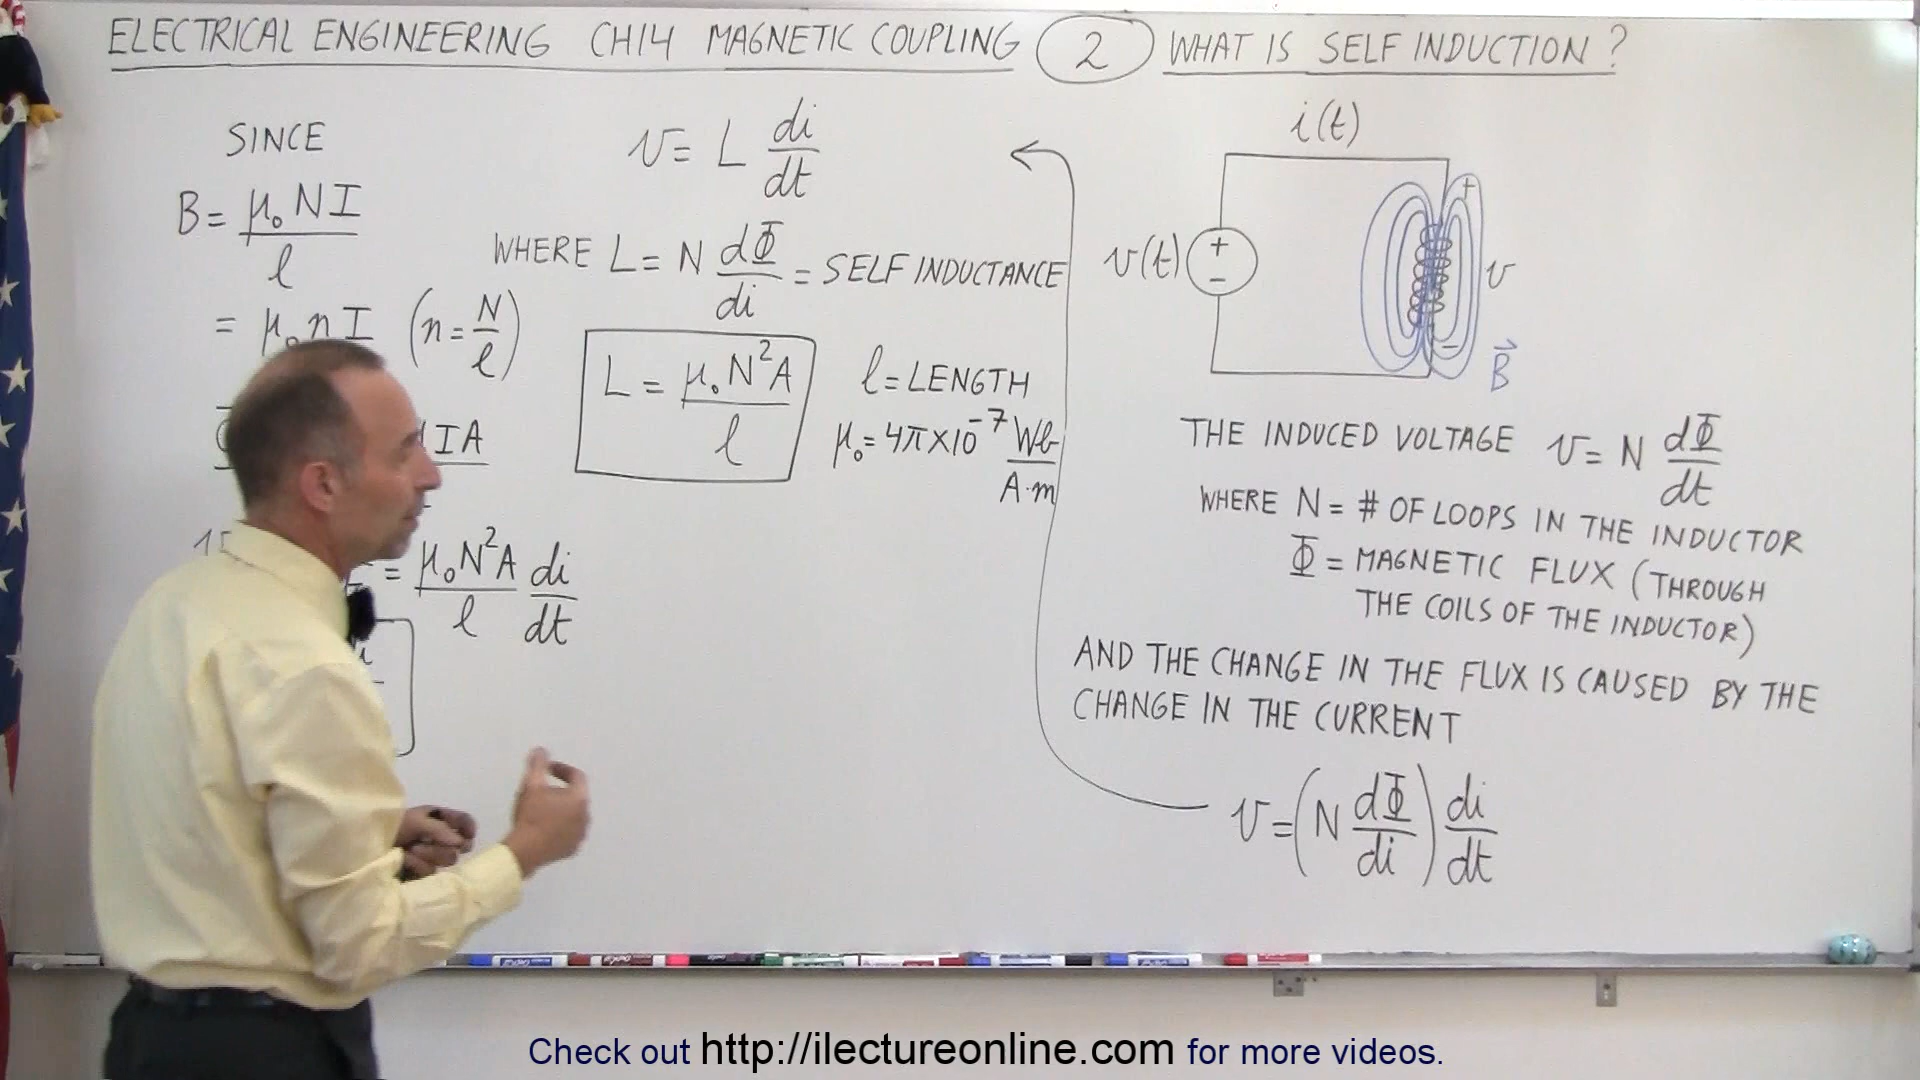 ELECTRICAL ENGINEERING CH14 MAGNETIC COUPLING 2 WHAT IS SELF INDUCTION?
SINCE
B = μ₀NI / l
= μ₀nI (n = N/l)
Φ IA
= μ₀N²A / l di/dt
v = L di/dt
WHERE L = N dΦ/di = SELF INDUCTANCE
L = μ₀N²A / l
l = LENGTH
μ₀ = 4π×10⁻⁷ Wb / A·m
i(t)
v(t) + −
+ v −
B⃗
THE INDUCED VOLTAGE v = N dΦ/dt
WHERE N = # OF LOOPS IN THE INDUCTOR
Φ = MAGNETIC FLUX (THROUGH
THE COILS OF THE INDUCTOR)
AND THE CHANGE IN THE FLUX IS CAUSED BY THE
CHANGE IN THE CURRENT
v = (N dΦ/di) di/dt
Check out http://ilectureonline.com for more videos.